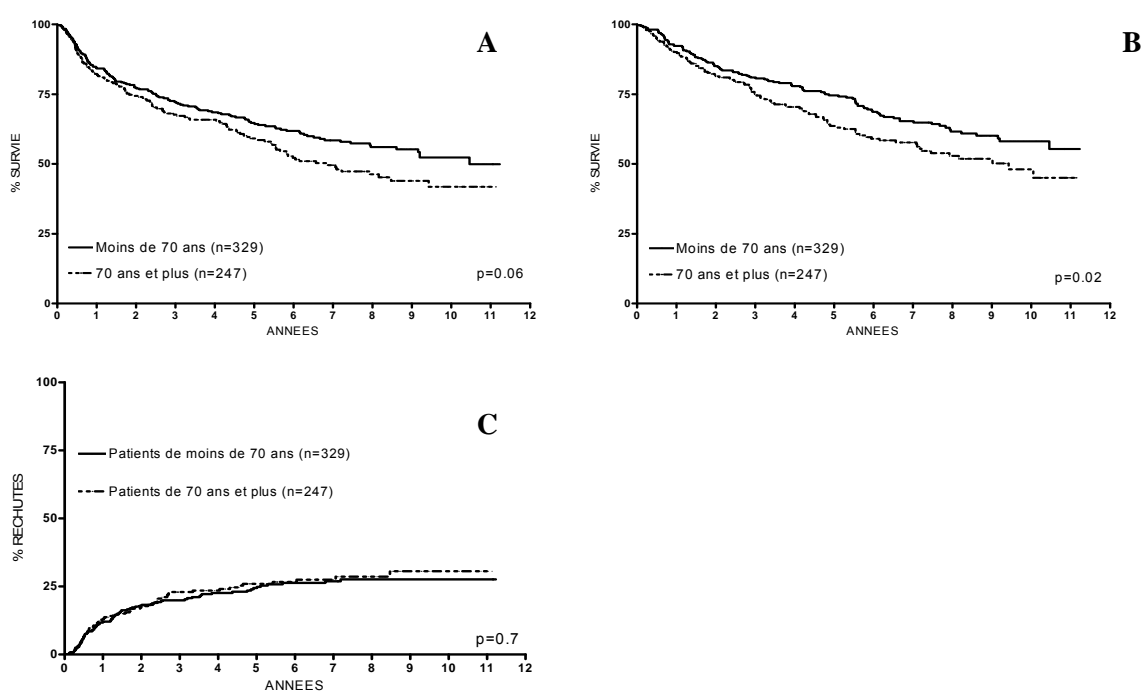 A
100
75
50
25
0
% SURVIE
Moins de 70 ans (n=329)
70 ans et plus (n=247)
p=0.06
0 1 2 3 4 5 6 7 8 9 10 11 12
ANNEES
B
100
75
50
25
0
% SURVIE
Moins de 70 ans (n=329)
70 ans et plus (n=247)
p=0.02
0 1 2 3 4 5 6 7 8 9 10 11 12
ANNEES
C
100
75
50
25
0
% RECHUTES
Patients de moins de 70 ans (n=329)
Patients de 70 ans et plus (n=247)
p=0.7
0 1 2 3 4 5 6 7 8 9 10 11 12
ANNEES